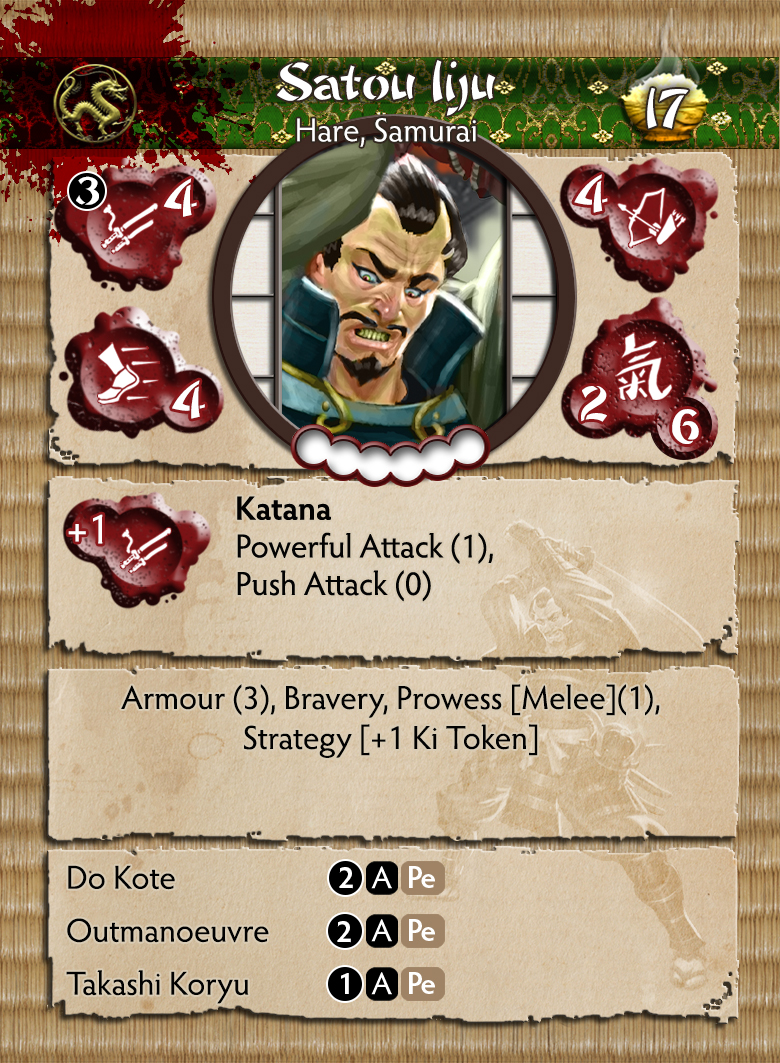 Satou Iiju
17
Hare, Samurai
3 4
4
4
氣
2 6
+1
Katana
Powerful Attack (1),
Push Attack (0)
Armour (3), Bravery, Prowess [Melee](1),
Strategy [+1 Ki Token]
Do Kote 2 A Pe
Outmanoeuvre 2 A Pe
Takashi Koryu 1 A Pe